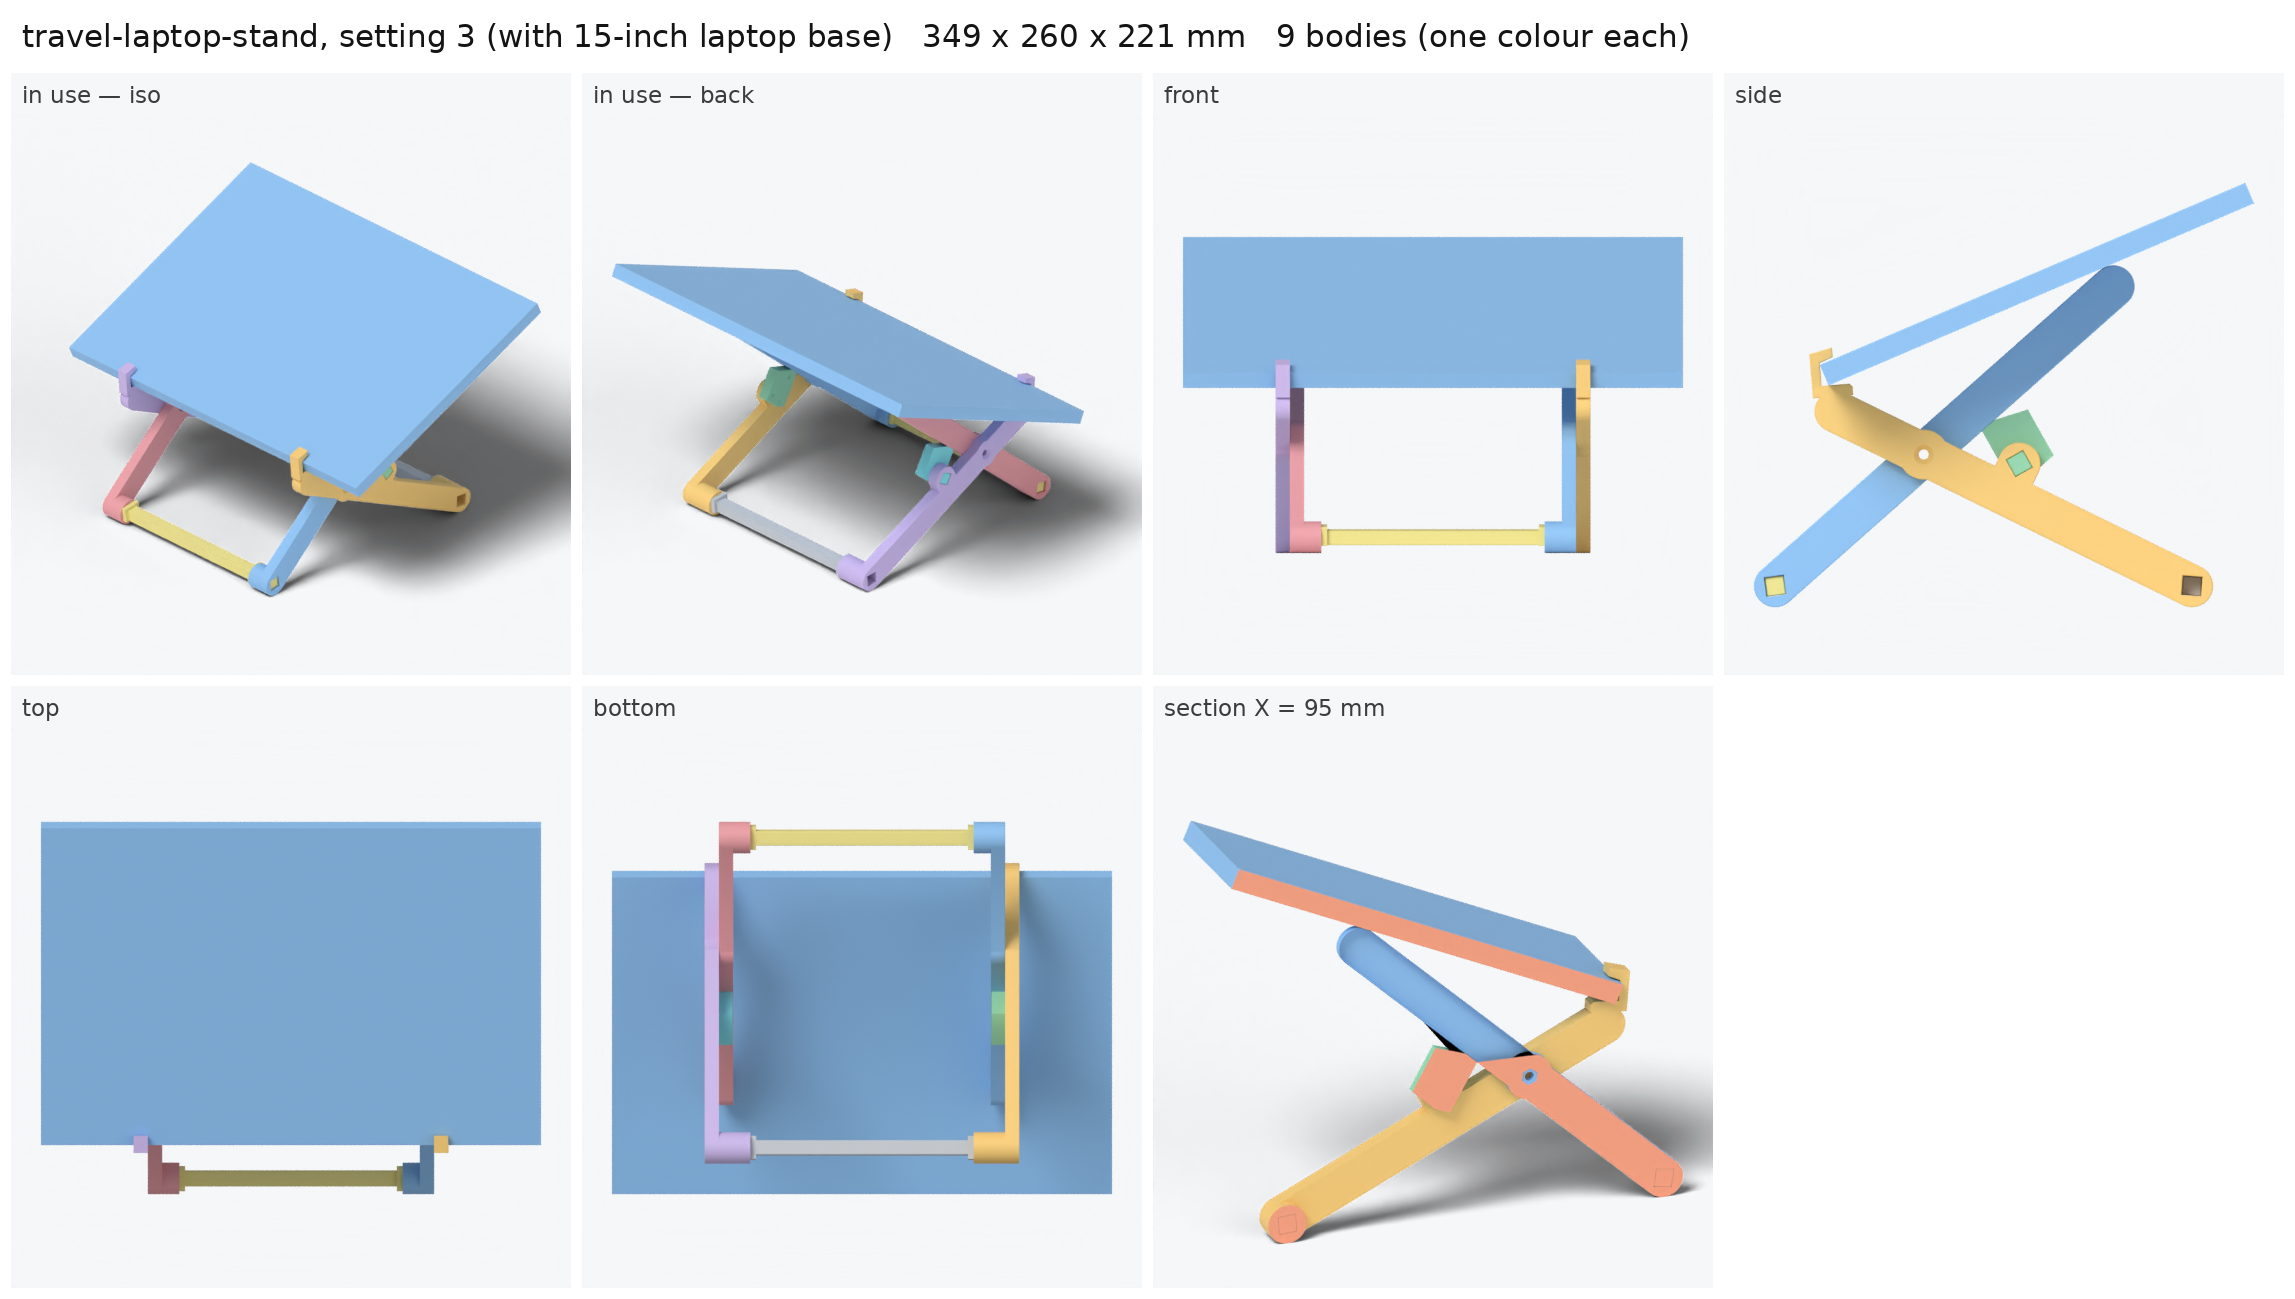 travel-laptop-stand, setting 3 (with 15-inch laptop base)   349 x 260 x 221 mm   9 bodies (one colour each)
in use — iso
in use — back
front
side
top
bottom
section X = 95 mm